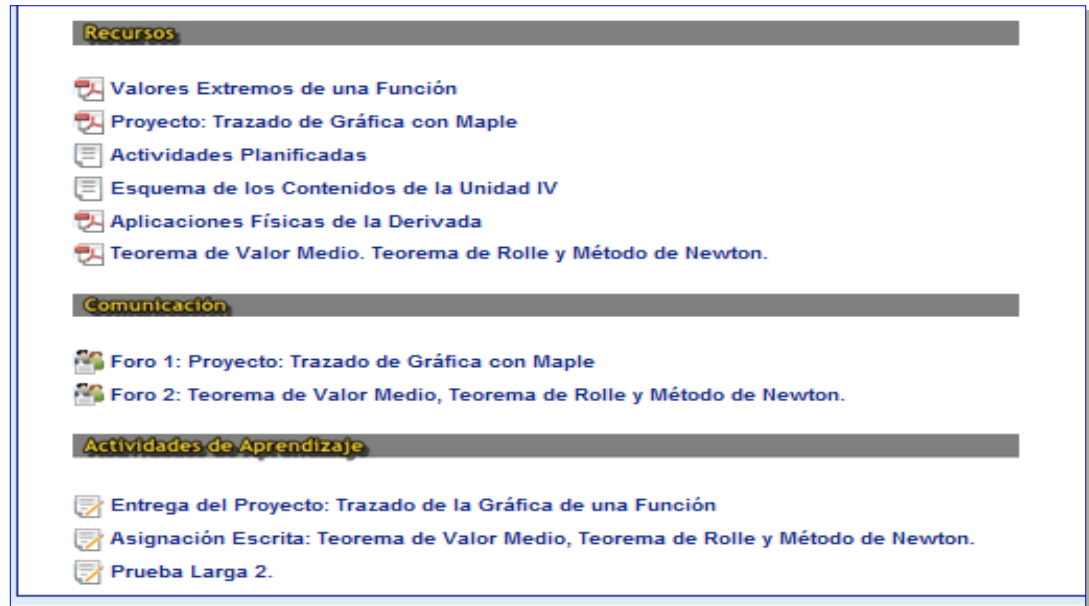 Recursos
Valores Extremos de una Función
Proyecto: Trazado de Gráfica con Maple
Actividades Planificadas
Esquema de los Contenidos de la Unidad IV
Aplicaciones Físicas de la Derivada
Teorema de Valor Medio. Teorema de Rolle y Método de Newton.
Comunicación
Foro 1: Proyecto: Trazado de Gráfica con Maple
Foro 2: Teorema de Valor Medio, Teorema de Rolle y Método de Newton.
Actividades de Aprendizaje
Entrega del Proyecto: Trazado de la Gráfica de una Función
Asignación Escrita: Teorema de Valor Medio, Teorema de Rolle y Método de Newton.
Prueba Larga 2.